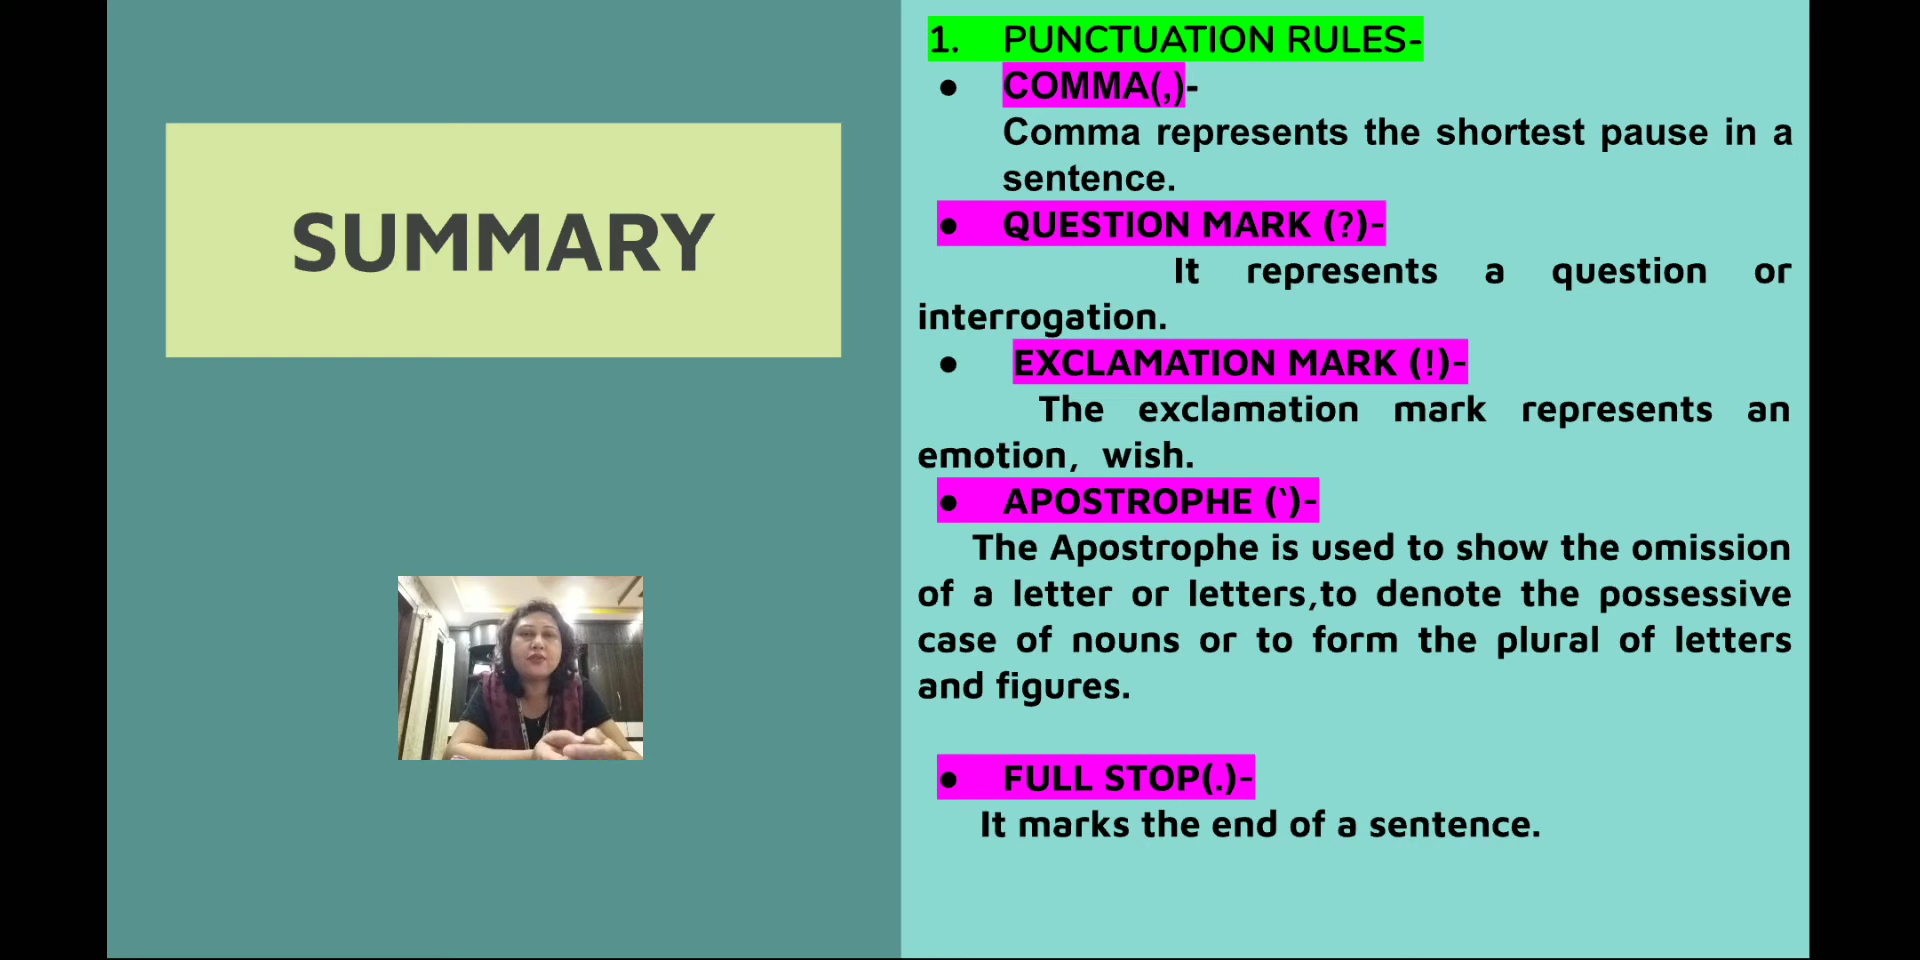 SUMMARY
1. PUNCTUATION RULES-
● COMMA(,)-
Comma represents the shortest pause in a
sentence.
● QUESTION MARK (?)-
It represents a question or
interrogation.
● EXCLAMATION MARK (!)-
The exclamation mark represents an
emotion, wish.
● APOSTROPHE (‘)-
The Apostrophe is used to show the omission
of a letter or letters,to denote the possessive
case of nouns or to form the plural of letters
and figures.
● FULL STOP(.)-
It marks the end of a sentence.